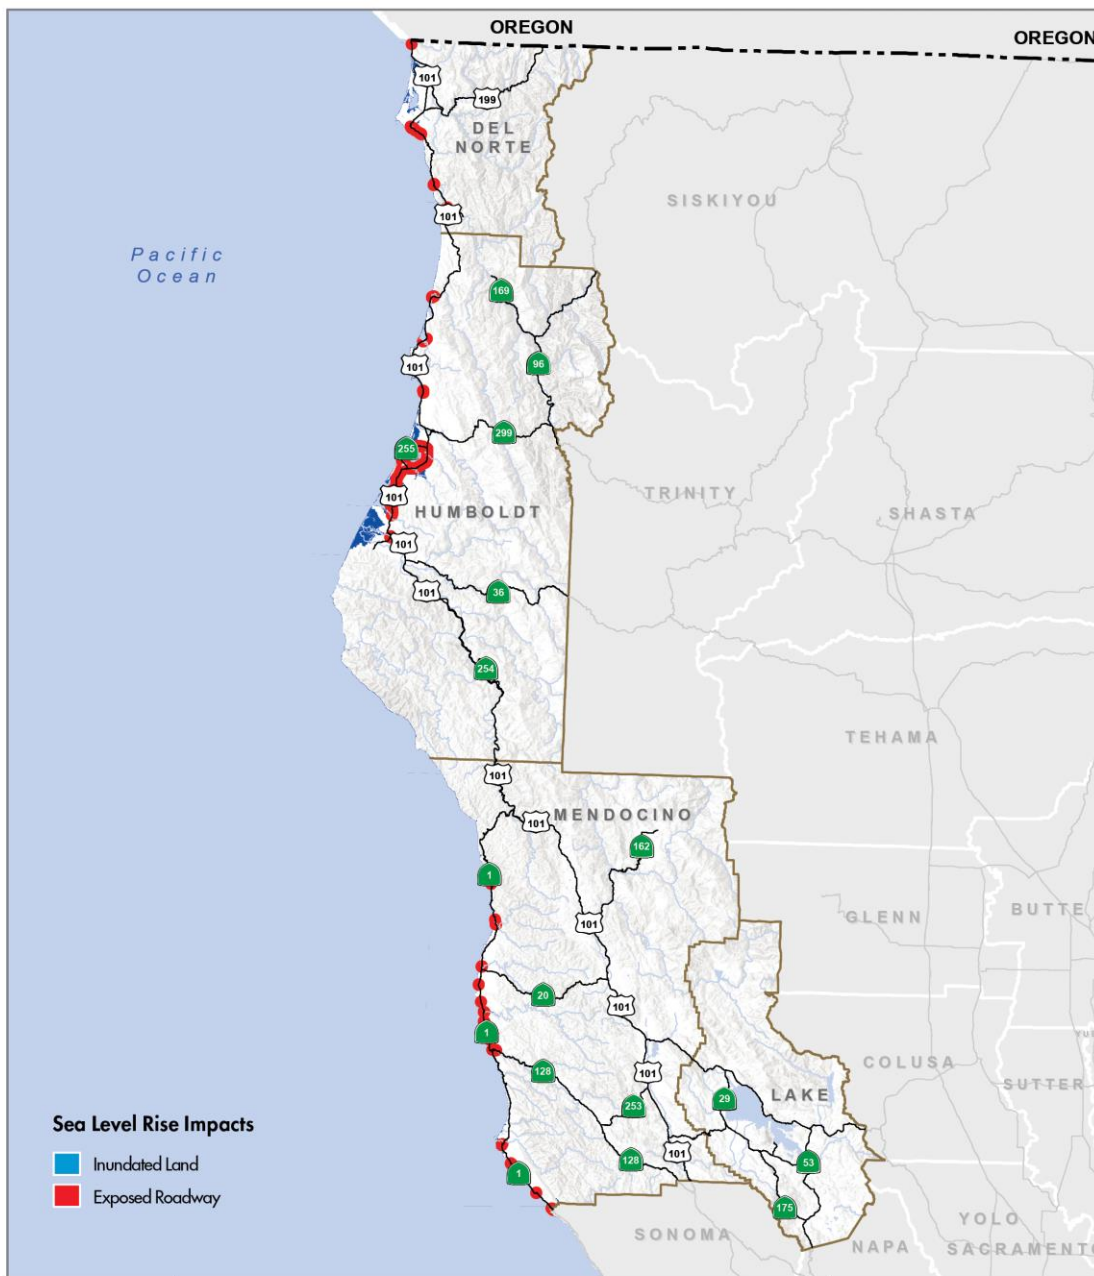 OREGON
OREGON
101
199
DEL
NORTE
SISKIYOU
101
Pacific
Ocean
169
101
96
299
255
TRINITY
101
HUMBOLDT
SHASTA
101
101
36
254
TEHAMA
101
101
MENDOCINO
162
1
GLENN
BUTTE
101
20
101
1
COLUSA
128
101
SUTTER
29
LAKE
253
Sea Level Rise Impacts
101
128
53
Inundated Land
1
Exposed Roadway
175
SONOMA
YOLO
NAPA
SACRAMENTO